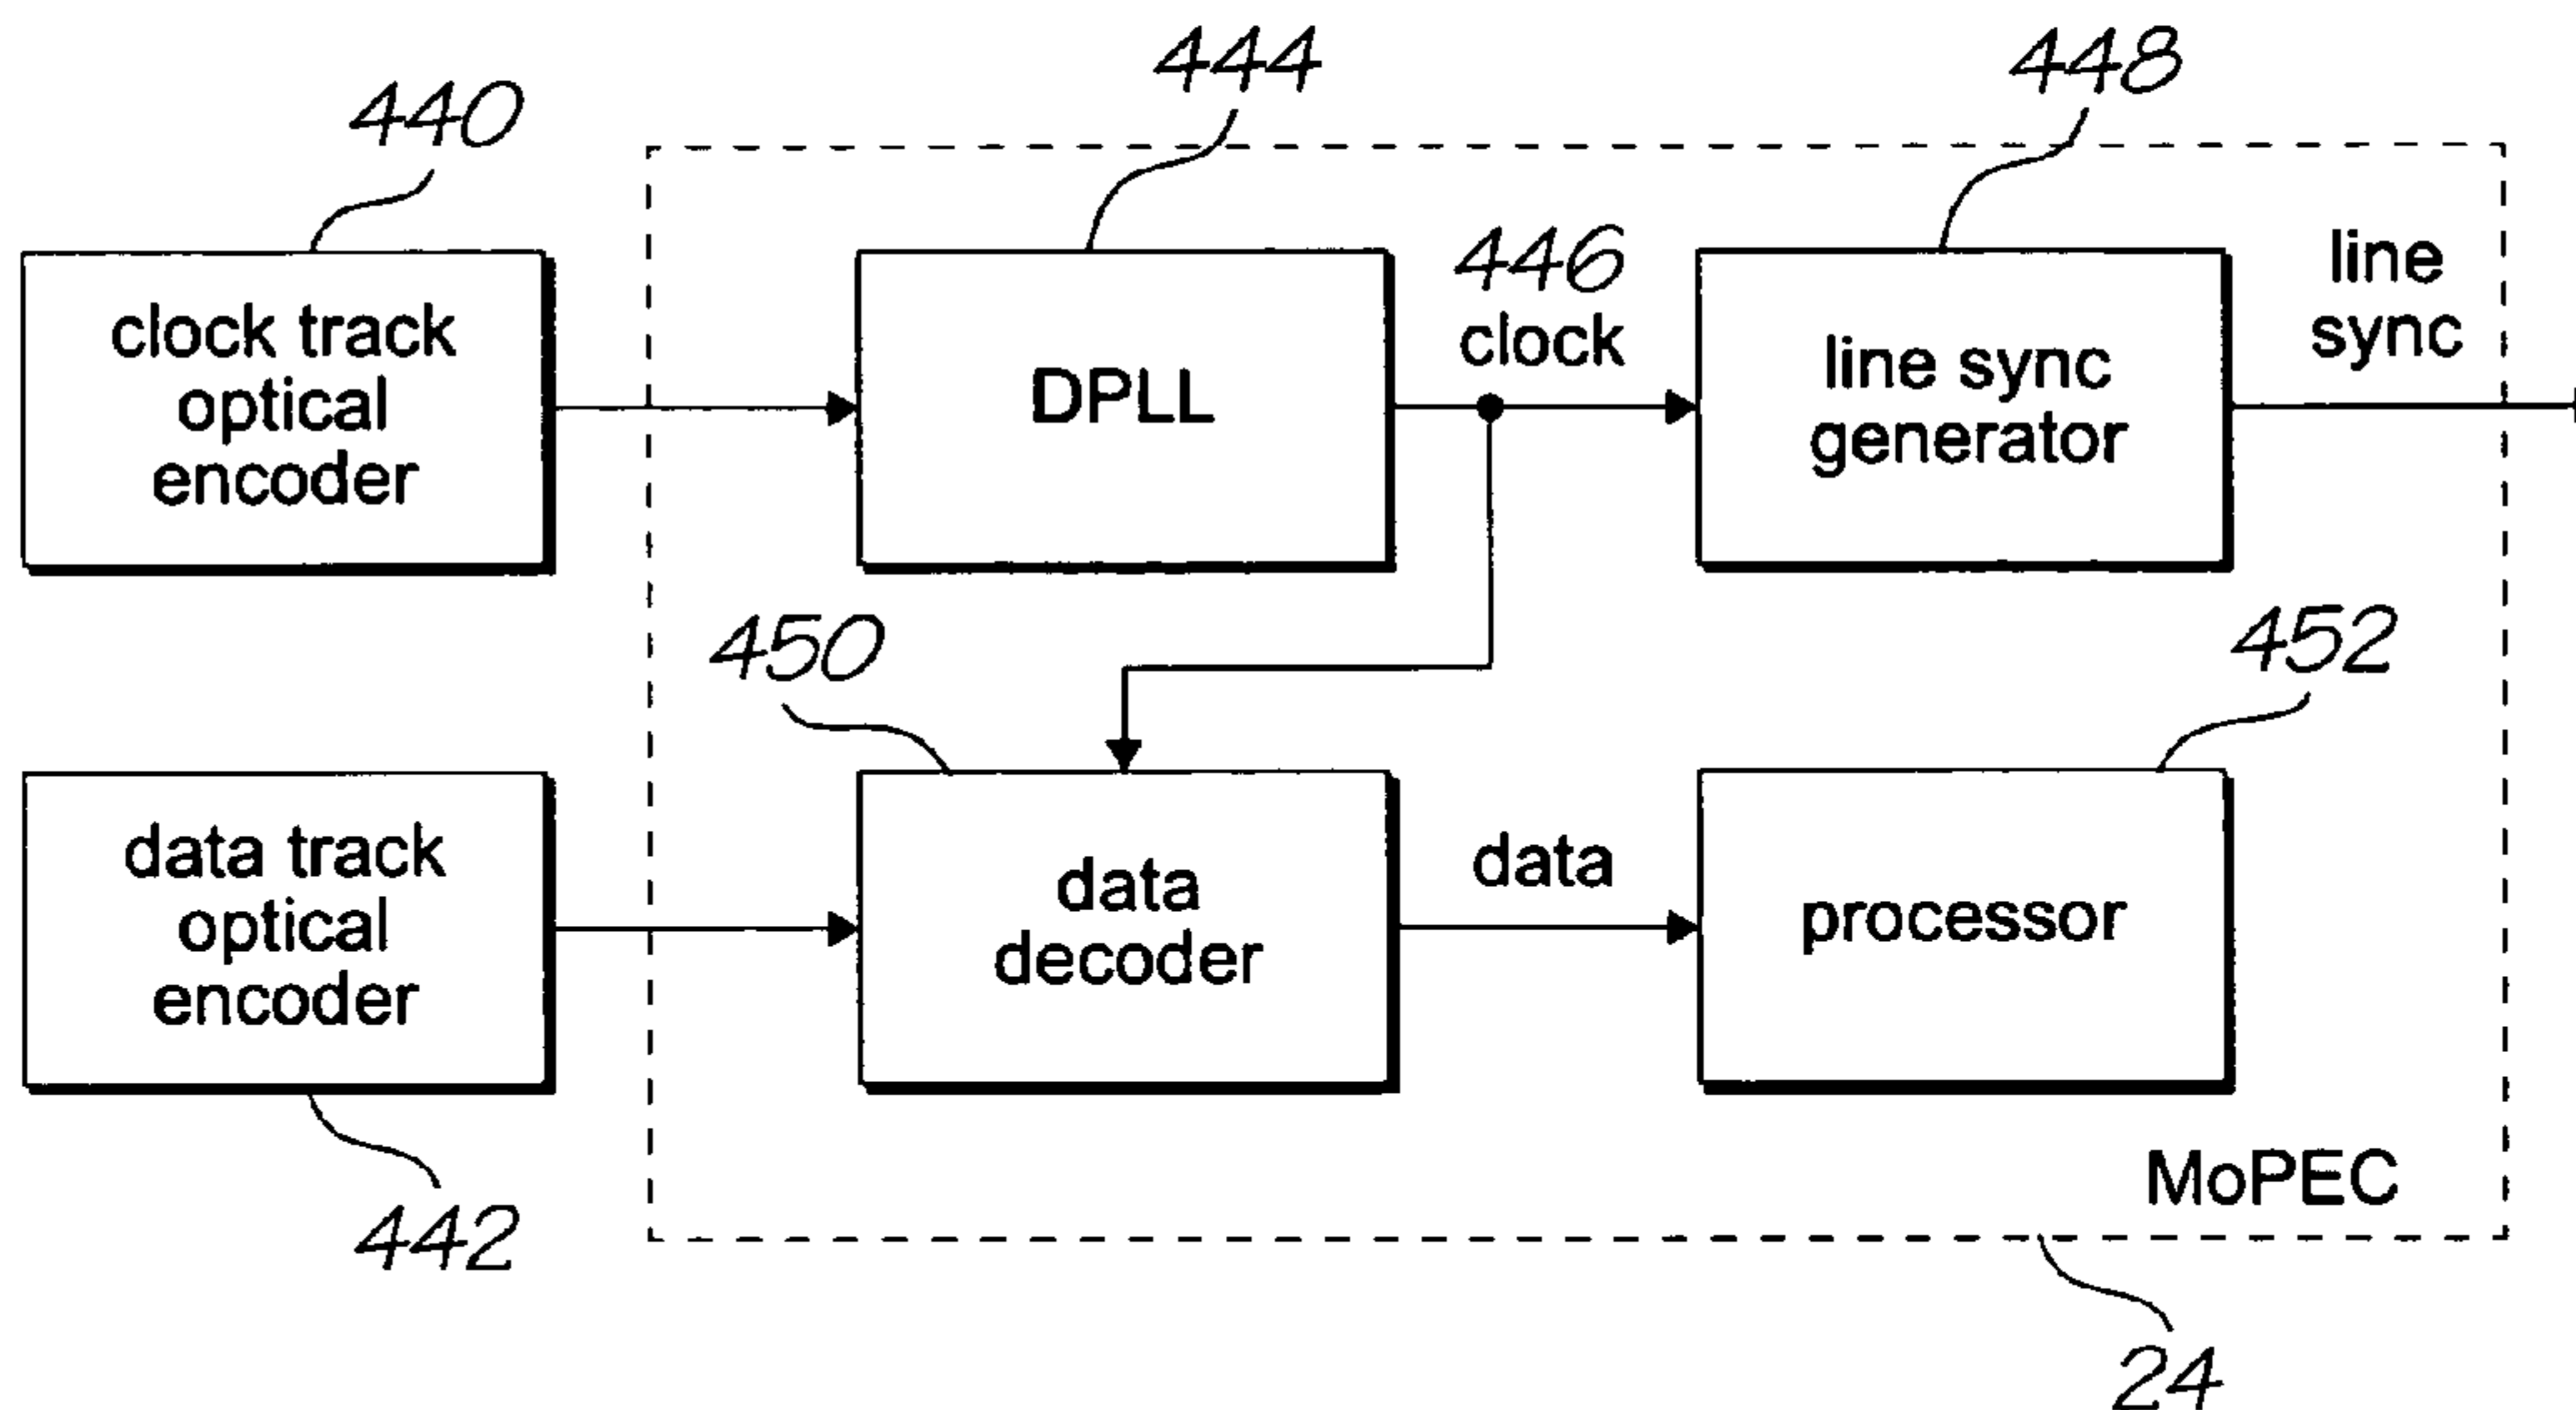 444
448
440
446
clock
line
sync
clock track
optical
encoder
DPLL
line sync
generator
450
452
data track
optical
encoder
data
decoder
data
processor
MoPEC
442
24